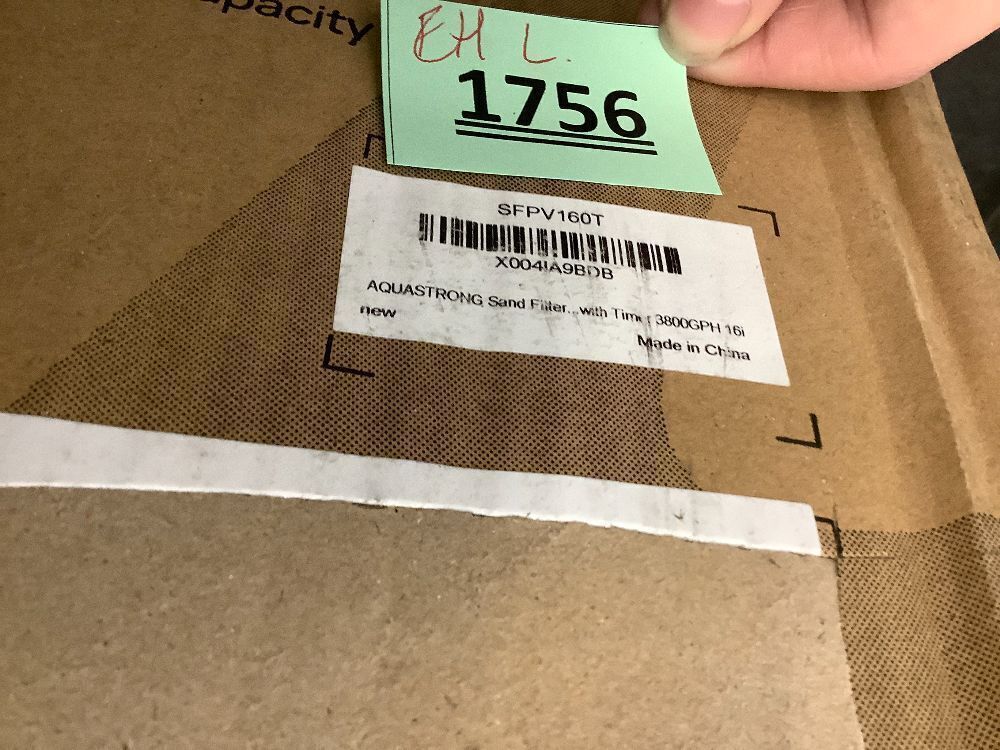 apacity
EH L.
1756
SFPV160T
X004IA9BDB
AQUASTRONG Sand Filter...with Timer 3800GPH 16i
new
Made in China